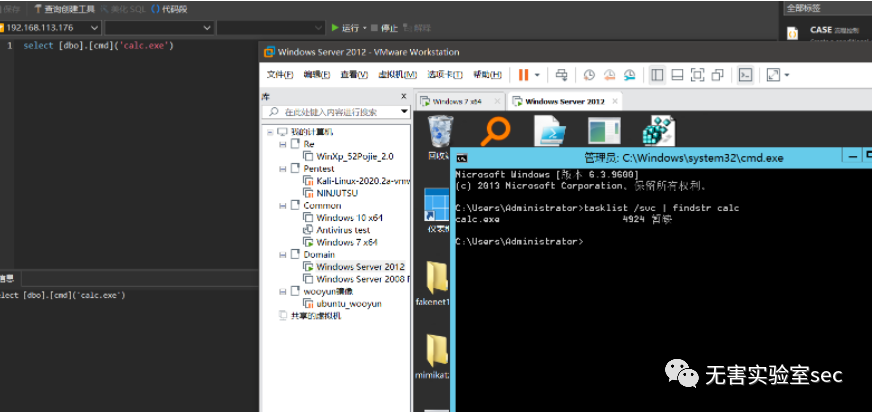 保存 查询创建工具 美化 SQL () 代码段
全部标签
192.168.113.176
运行 停止 解释
CASE 流程控制
1 select [dbo].[cmd]('calc.exe')
Windows Server 2012 - VMware Workstation
文件(F) 编辑(E) 查看(V) 虚拟机(M) 选项卡(T) 帮助(H)
库
在此处键入内容进行搜索
Windows 7 x64
Windows Server 2012
我的计算机
Re
WinXp_52Pojie_2.0
Pentest
Kali-Linux-2020.2a-vmw
NINJUTSU
Common
Windows 10 x64
Antivirus test
Windows 7 x64
Domain
Windows Server 2012
Windows Server 2008
wooyun镜像
ubuntu_wooyun
共享的虚拟机
回收
仪表
fakenet1
mimikat
管理员: C:\Windows\system32\cmd.exe
Microsoft Windows [版本 6.3.9600]
(c) 2013 Microsoft Corporation。保留所有权利。
C:\Users\Administrator>tasklist /svc | findstr calc
calc.exe 4924 暂缺
C:\Users\Administrator>
信息
lect [dbo].[cmd]('calc.exe')
无害实验室sec